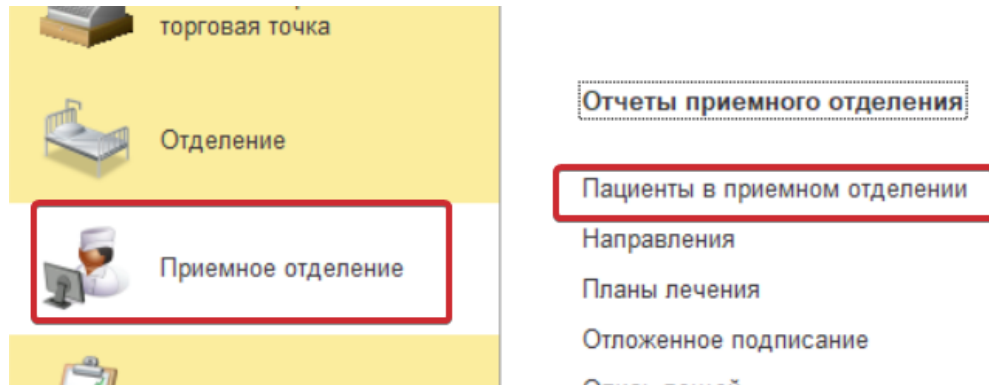 торговая точка
Отделение
Приемное отделение
Отчеты приемного отделения
Пациенты в приемном отделении
Направления
Планы лечения
Отложенное подписание